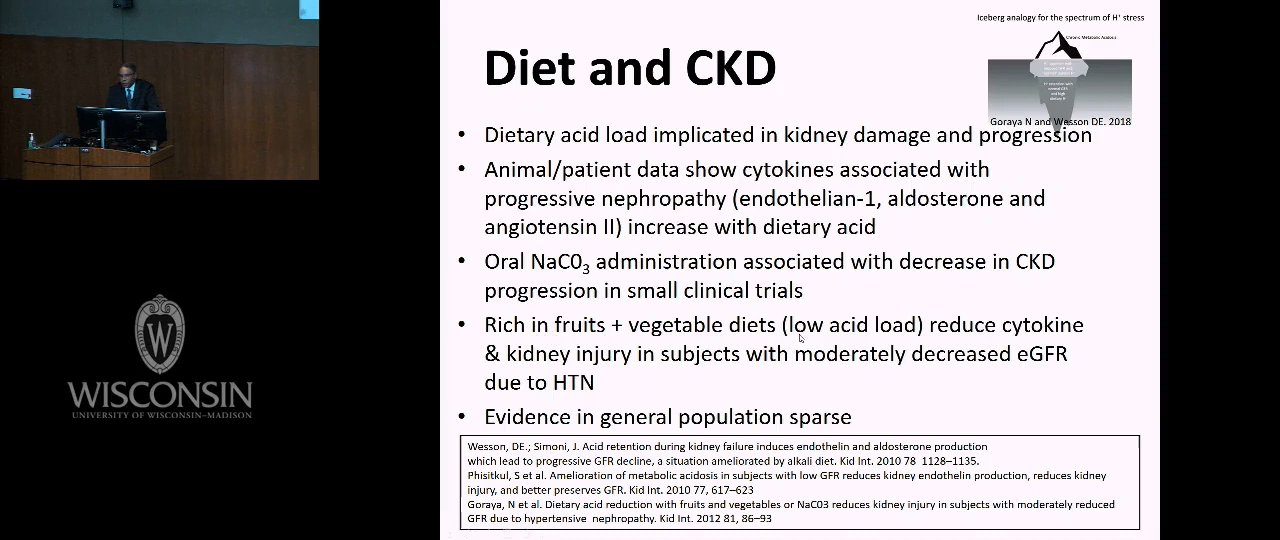 Iceberg analogy for the spectrum of H⁺ stress
Chronic Metabolic Acidosis
Goraya N and Wesson DE. 2018
Diet and CKD
• Dietary acid load implicated in kidney damage and progression
• Animal/patient data show cytokines associated with
progressive nephropathy (endothelian-1, aldosterone and
angiotensin II) increase with dietary acid
• Oral NaC0₃ administration associated with decrease in CKD
progression in small clinical trials
• Rich in fruits + vegetable diets (low acid load) reduce cytokine
& kidney injury in subjects with moderately decreased eGFR
due to HTN
• Evidence in general population sparse
Wesson, DE.; Simoni, J. Acid retention during kidney failure induces endothelin and aldosterone production
which lead to progressive GFR decline, a situation ameliorated by alkali diet. Kid Int. 2010 78 1128–1135.
Phisitkul, S et al. Amelioration of metabolic acidosis in subjects with low GFR reduces kidney endothelin production, reduces kidney
injury, and better preserves GFR. Kid Int. 2010 77, 617–623
Goraya, N et al. Dietary acid reduction with fruits and vegetables or NaC03 reduces kidney injury in subjects with moderately reduced
GFR due to hypertensive nephropathy. Kid Int. 2012 81, 86–93
W
WISCONSIN
UNIVERSITY OF WISCONSIN–MADISON